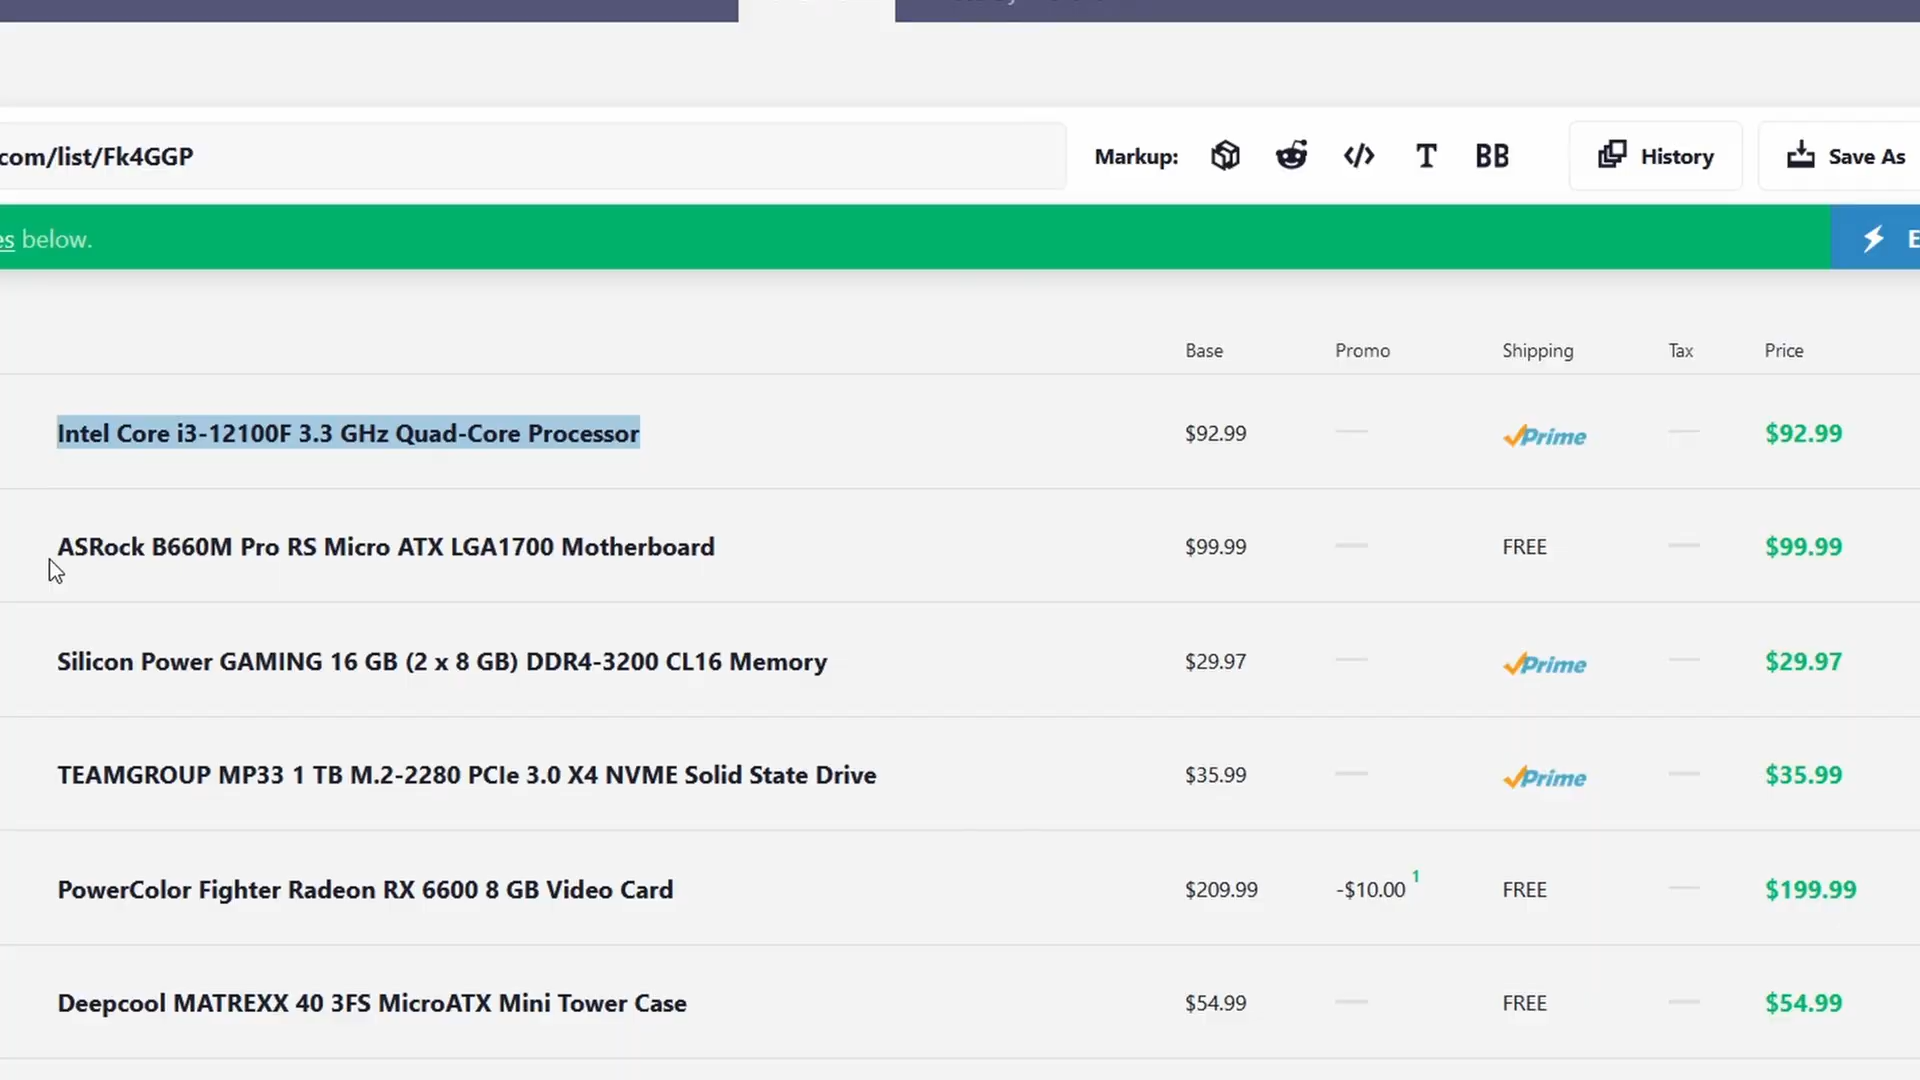 com/list/Fk4GGP
Markup: T BB History Save As
es below. E
Base Promo Shipping Tax Price
Intel Core i3-12100F 3.3 GHz Quad-Core Processor $92.99 — Prime — $92.99
ASRock B660M Pro RS Micro ATX LGA1700 Motherboard $99.99 — FREE — $99.99
Silicon Power GAMING 16 GB (2 x 8 GB) DDR4-3200 CL16 Memory $29.97 — Prime — $29.97
TEAMGROUP MP33 1 TB M.2-2280 PCIe 3.0 X4 NVME Solid State Drive $35.99 — Prime — $35.99
PowerColor Fighter Radeon RX 6600 8 GB Video Card $209.99 -$10.00 1 FREE — $199.99
Deepcool MATREXX 40 3FS MicroATX Mini Tower Case $54.99 — FREE — $54.99